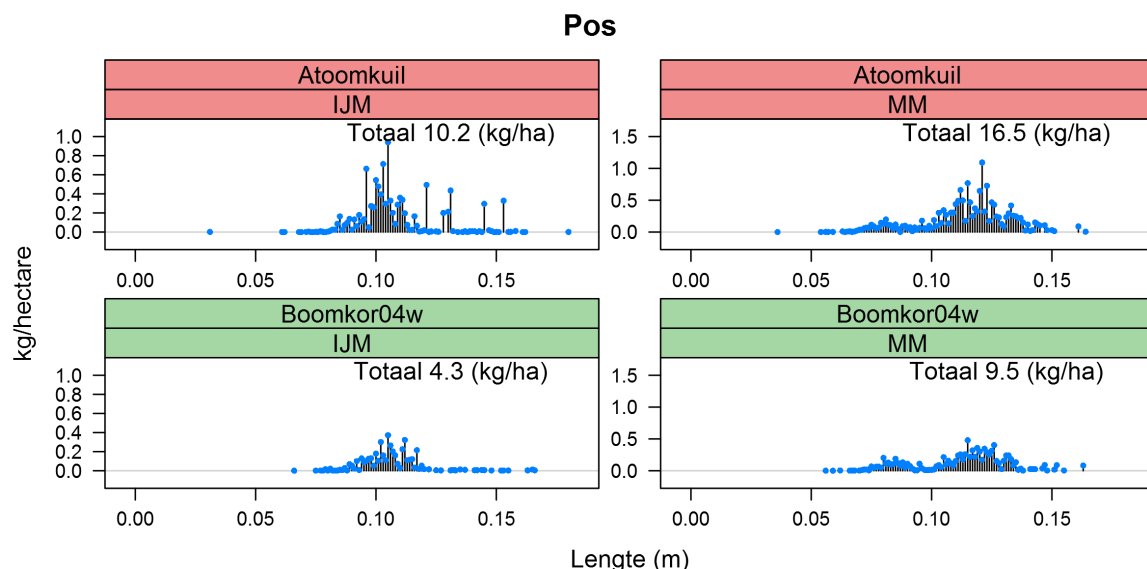 Pos
Atoomkuil
IJM
Totaal 10.2 (kg/ha)
1.0
0.8
0.6
0.4
0.2
0.0
0.00 0.05 0.10 0.15
Atoomkuil
MM
Totaal 16.5 (kg/ha)
1.5
1.0
0.5
0.0
0.00 0.05 0.10 0.15
Boomkor04w
IJM
Totaal 4.3 (kg/ha)
1.0
0.8
0.6
0.4
0.2
0.0
0.00 0.05 0.10 0.15
Boomkor04w
MM
Totaal 9.5 (kg/ha)
1.5
1.0
0.5
0.0
0.00 0.05 0.10 0.15
kg/hectare
Lengte (m)